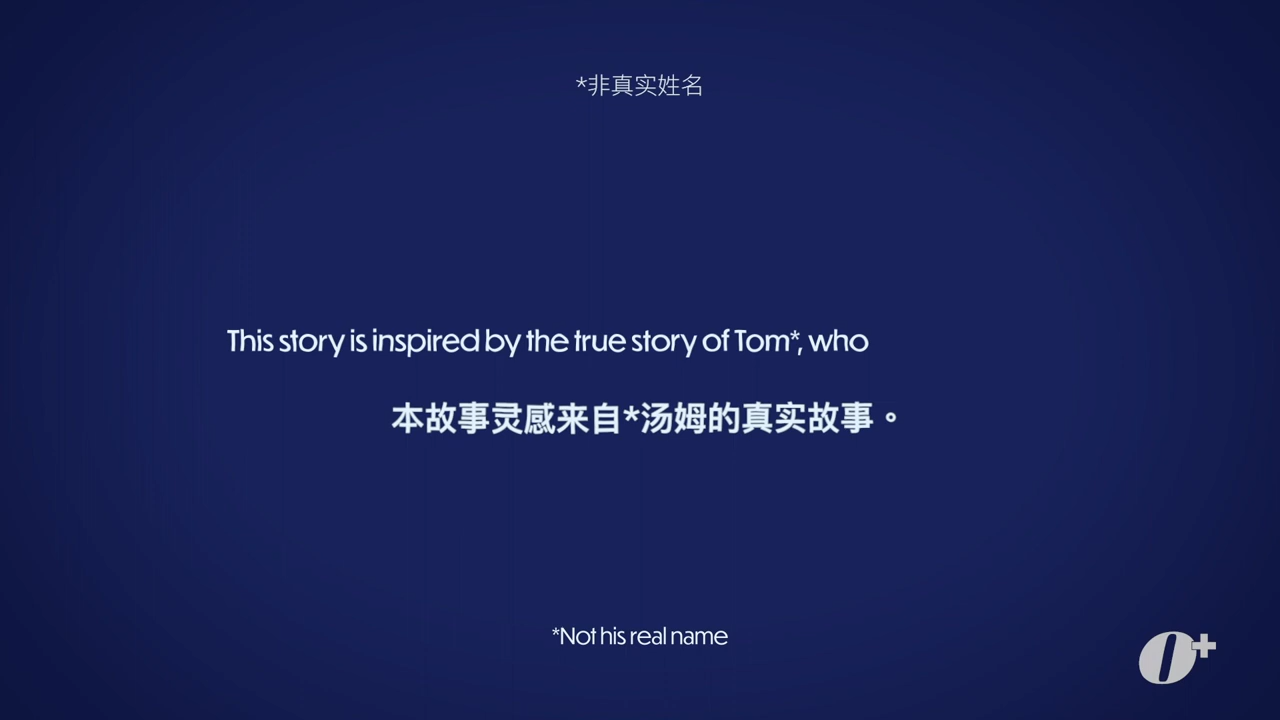 *非真实姓名
This story is inspired by the true story of Tom*, who
本故事灵感来自*汤姆的真实故事。
*Not his real name
O+